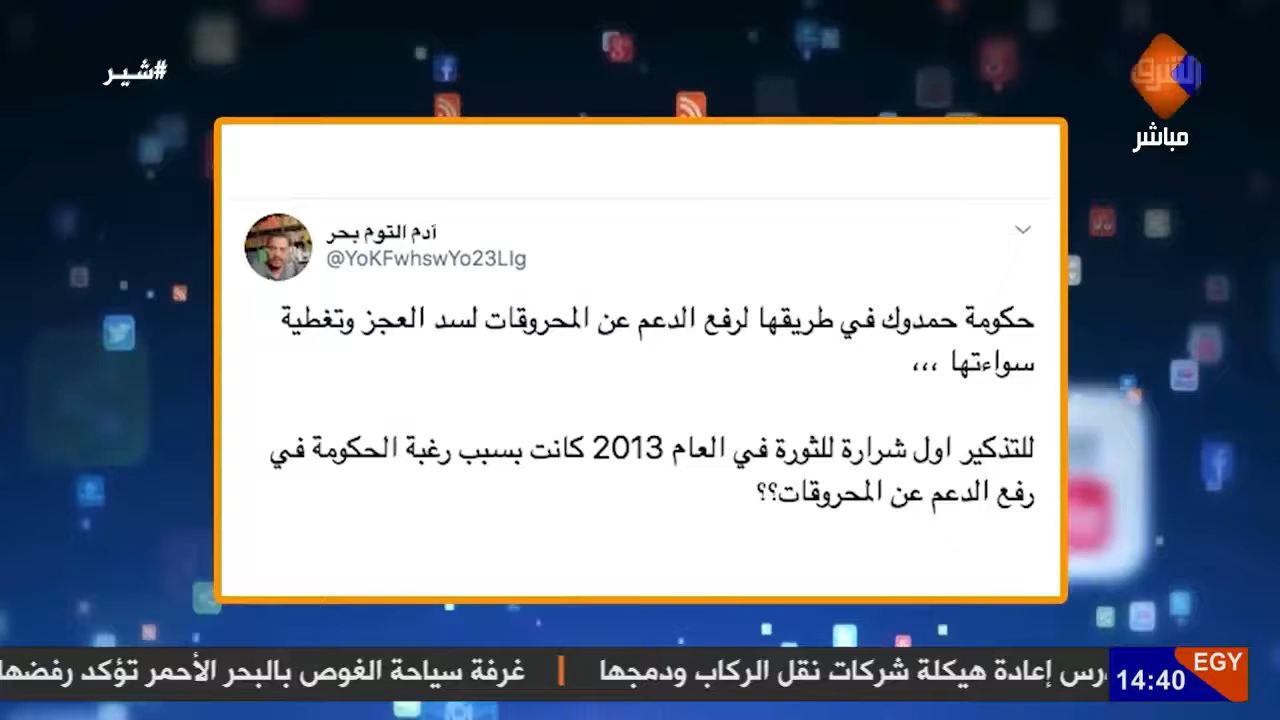 #شير
الشرق
مباشر
آدم التوم بحر
@YoKFwhswYo23LIg
حكومة حمدوك في طريقها لرفع الدعم عن المحروقات لسد العجز وتغطية
سواءتها ،،،
للتذكير اول شرارة للثورة في العام 2013 كانت بسبب رغبة الحكومة في
رفع الدعم عن المحروقات؟؟
إعادة هيكلة شركات نقل الركاب ودمجها | غرفة سياحة الغوص بالبحر الأحمر تؤكد رفضها
EGY
14:40